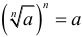 (ⁿ√a)ⁿ = a